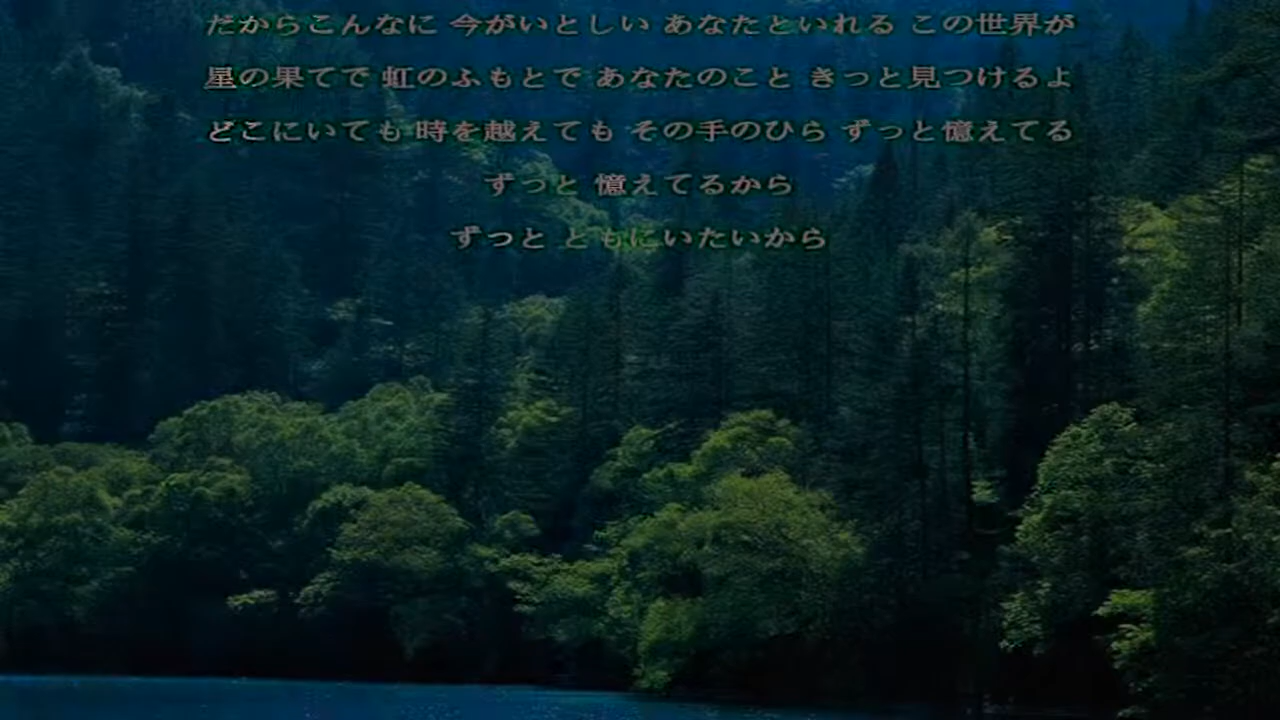 だからこんなに 今がいとしい あなたといれる この世界が
星の果てで 虹のふもとで あなたのこと きっと見つけるよ
どこにいても 時を越えても その手のひら ずっと憶えてる
ずっと 憶えてるから
ずっと ともにいたいから